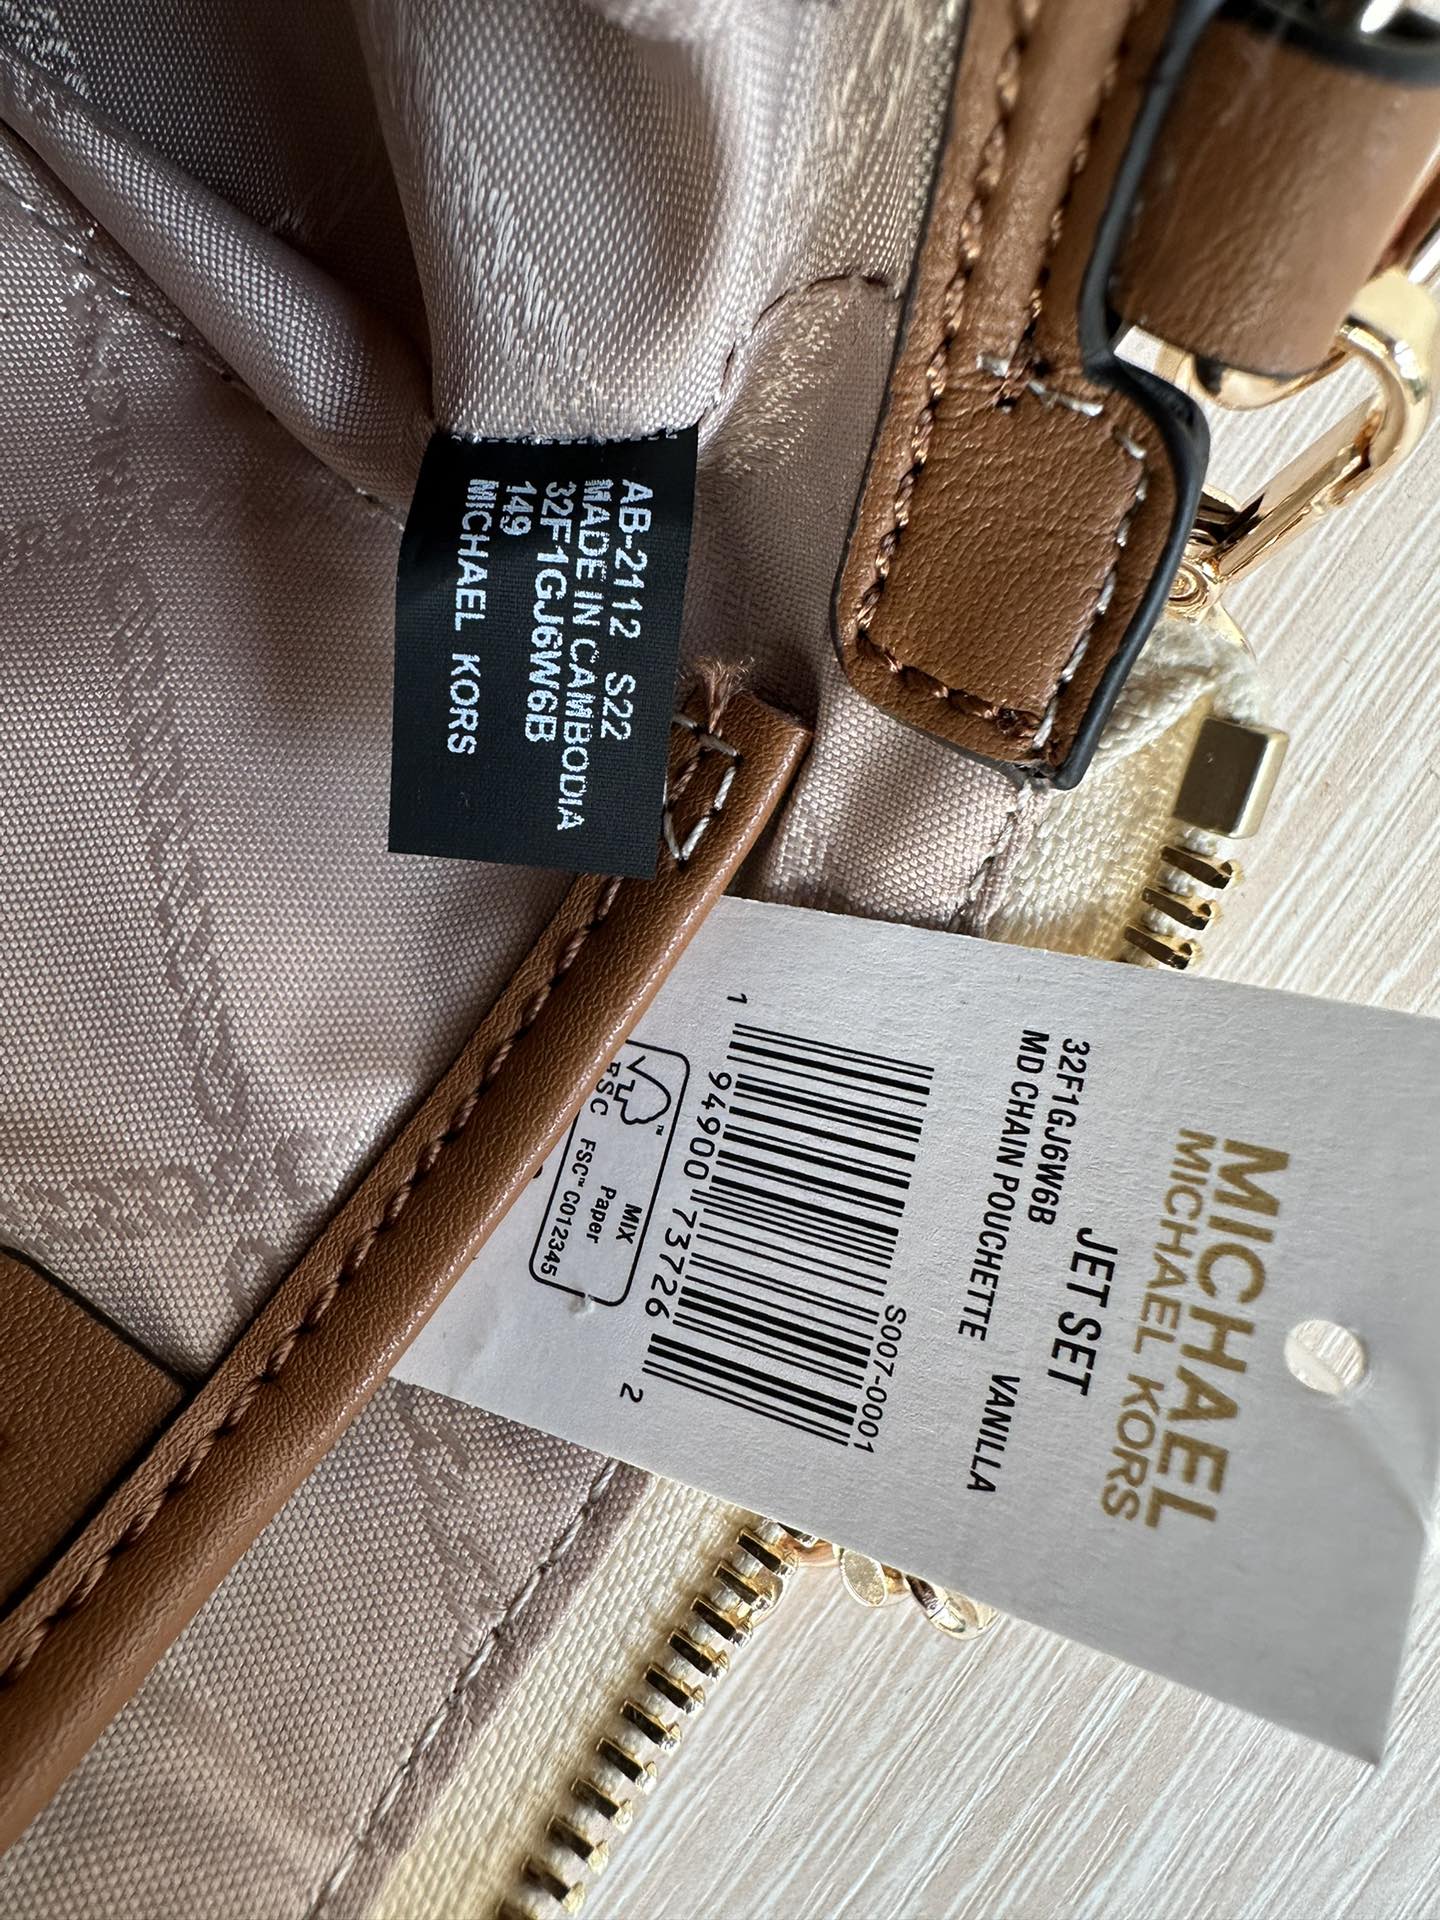 AB-2112 S22
MADE IN CAMBODIA
32F1GJ6W6B
149
MICHAEL KORS
MICHAEL
MICHAEL KORS
JET SET
32F1GJ6W6B
MD CHAIN POUCHETTE VANILLA
S007-0001
1 94900 73726 2
MIX
Paper
FSC™ C012345
FSC